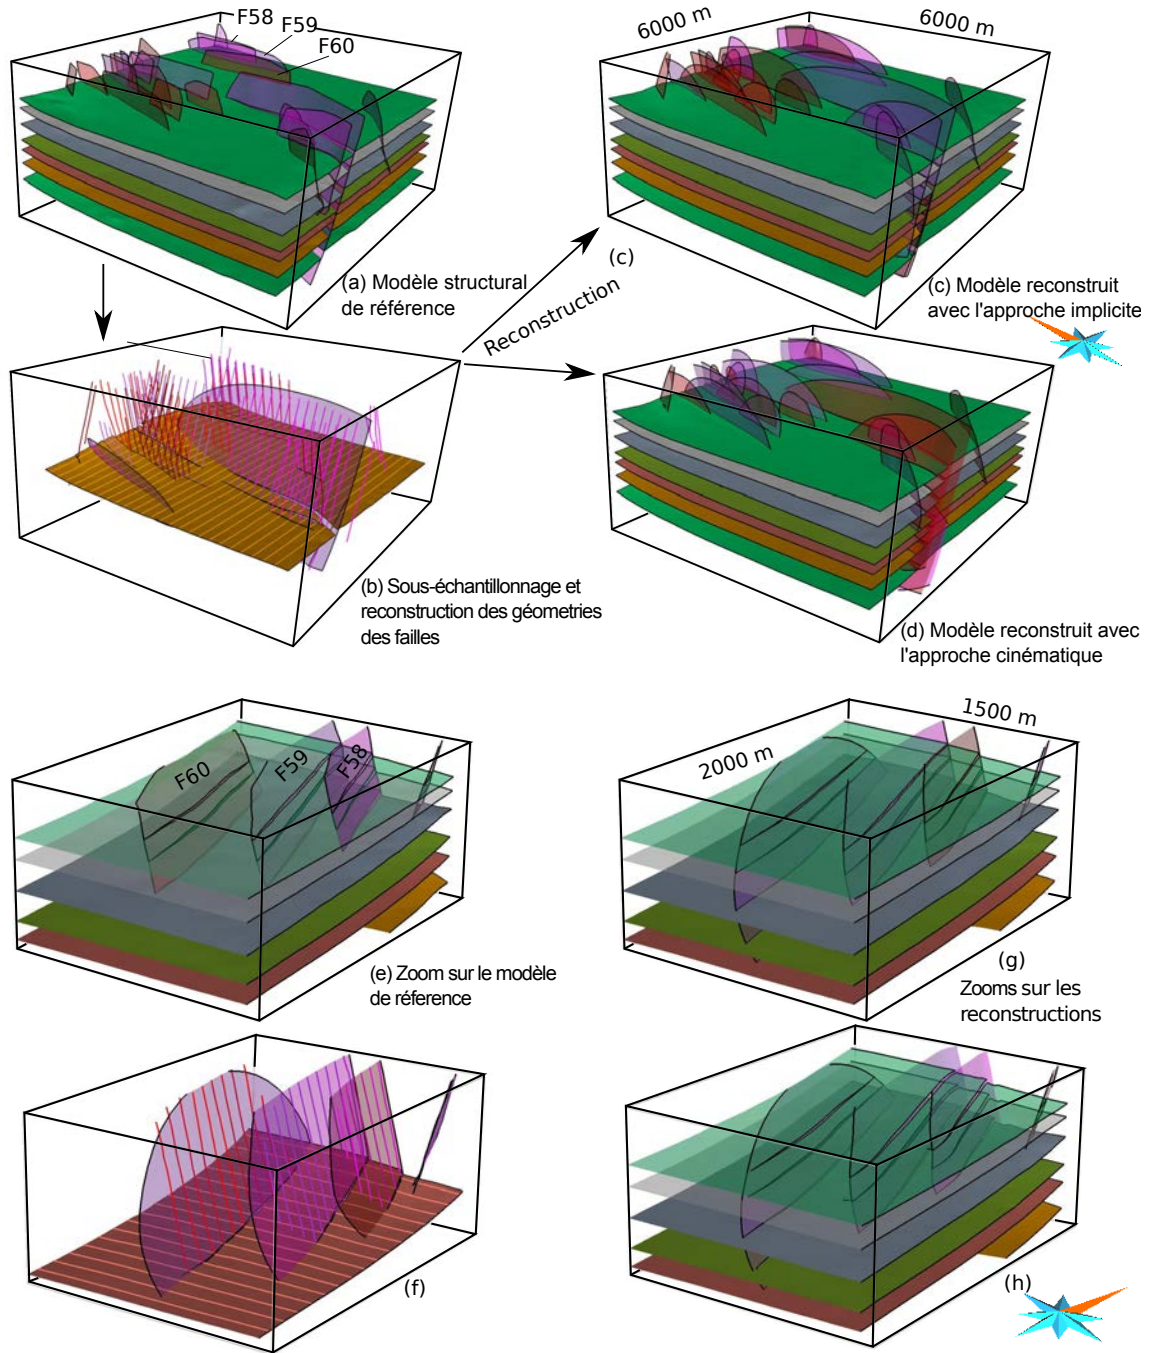 F58
F59
F60
6000 m
6000 m
(a) Modèle structural
de référence
(c)
Reconstruction
(c) Modèle reconstruit
avec l'approche implicite
(b) Sous-échantillonnage et
reconstruction des géometries
des failles
(d) Modèle reconstruit avec
l'approche cinématique
F60
F59
F58
2000 m
1500 m
(e) Zoom sur le modèle
de réference
(g)
Zooms sur les
reconstructions
(f)
(h)